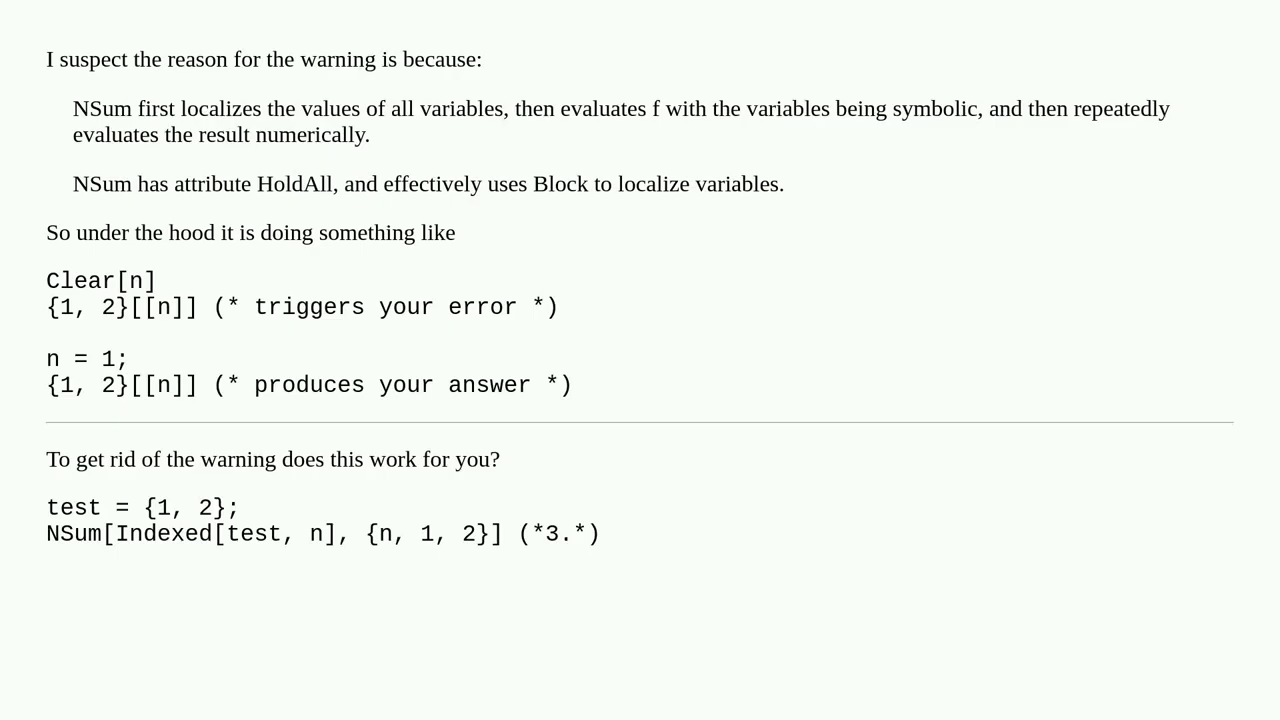 I suspect the reason for the warning is because:
NSum first localizes the values of all variables, then evaluates f with the variables being symbolic, and then repeatedly
evaluates the result numerically.
NSum has attribute HoldAll, and effectively uses Block to localize variables.
So under the hood it is doing something like
Clear[n]
{1, 2}[[n]] (* triggers your error *)
n = 1;
{1, 2}[[n]] (* produces your answer *)
To get rid of the warning does this work for you?
test = {1, 2};
NSum[Indexed[test, n], {n, 1, 2}] (*3.*)